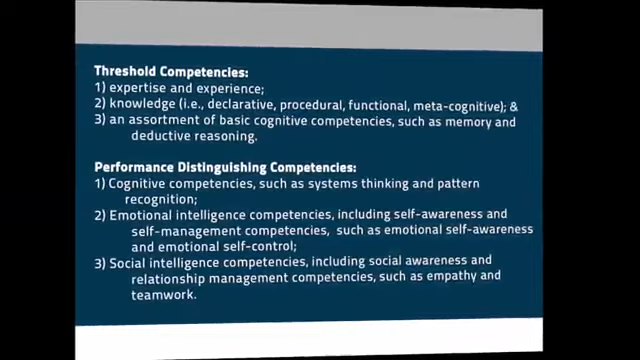 Threshold Competencies:
1) expertise and experience;
2) knowledge (i.e., declarative, procedural, functional, meta-cognitive); &
3) an assortment of basic cognitive competencies, such as memory and
deductive reasoning.
Performance Distinguishing Competencies:
1) Cognitive competencies, such as systems thinking and pattern
recognition;
2) Emotional intelligence competencies, including self-awareness and
self-management competencies, such as emotional self-awareness
and emotional self-control;
3) Social intelligence competencies, including social awareness and
relationship management competencies, such as empathy and
teamwork.